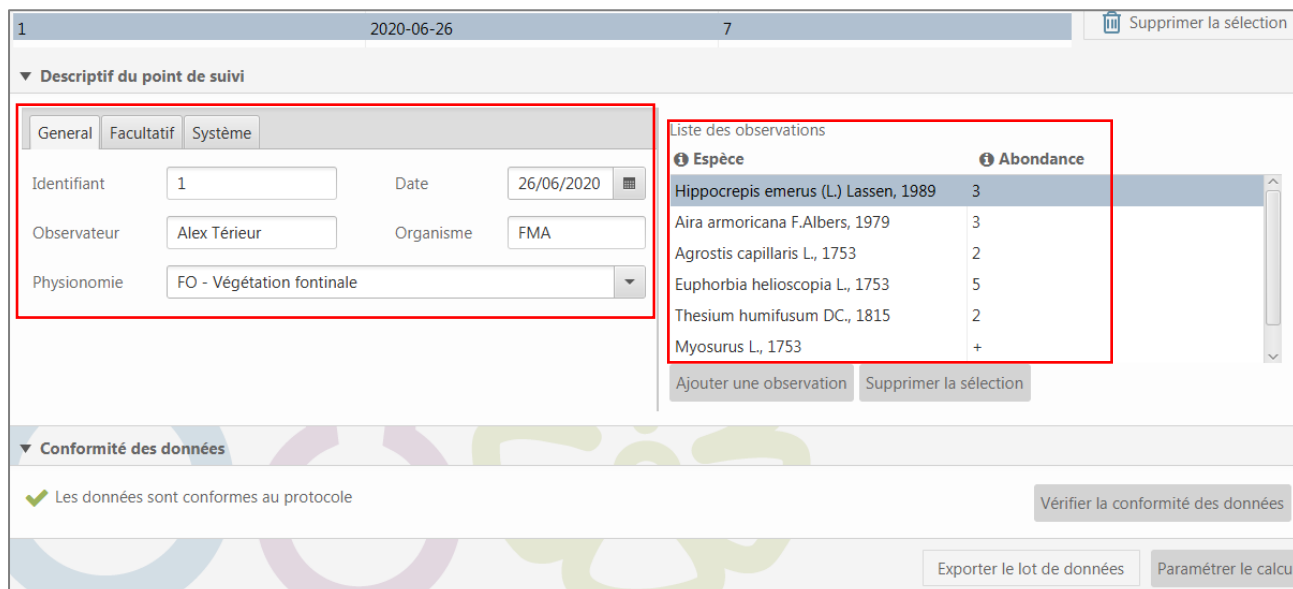 1 2020-06-26 7 Supprimer la sélection
Descriptif du point de suivi
General Facultatif Système
Identifiant 1 Date 26/06/2020
Observateur Alex Térieur Organisme FMA
Physionomie FO - Végétation fontinale
Liste des observations
Espèce Abondance
Hippocrepis emerus (L.) Lassen, 1989 3
Aira armoricana F.Albers, 1979 3
Agrostis capillaris L., 1753 2
Euphorbia helioscopia L., 1753 5
Thesium humifusum DC., 1815 2
Myosurus L., 1753 +
Ajouter une observation Supprimer la sélection
Conformité des données
Les données sont conformes au protocole
Vérifier la conformité des données
Exporter le lot de données Paramétrer le calcu